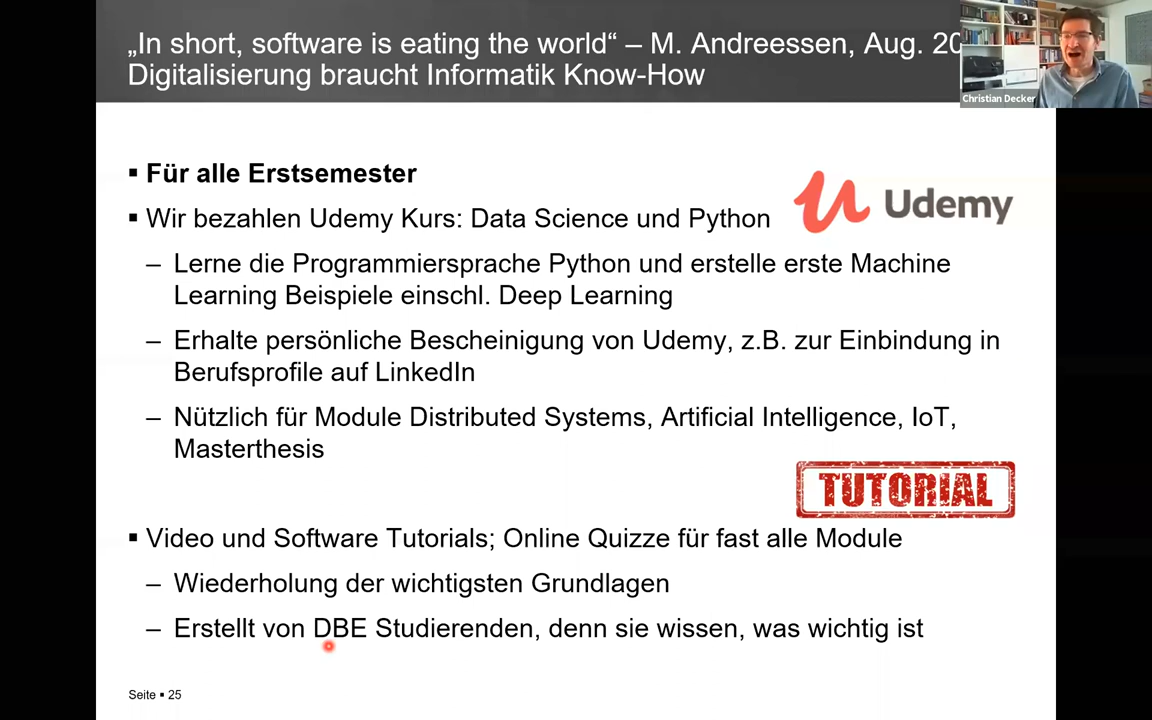 „In short, software is eating the world“ – M. Andreessen, Aug. 20
Digitalisierung braucht Informatik Know-How
Christian Decker
▪ Für alle Erstsemester
▪ Wir bezahlen Udemy Kurs: Data Science und Python
Udemy
– Lerne die Programmiersprache Python und erstelle erste Machine
Learning Beispiele einschl. Deep Learning
– Erhalte persönliche Bescheinigung von Udemy, z.B. zur Einbindung in
Berufsprofile auf LinkedIn
– Nützlich für Module Distributed Systems, Artificial Intelligence, IoT,
Masterthesis
TUTORIAL
▪ Video und Software Tutorials; Online Quizze für fast alle Module
– Wiederholung der wichtigsten Grundlagen
– Erstellt von DBE Studierenden, denn sie wissen, was wichtig ist
Seite ▪ 25